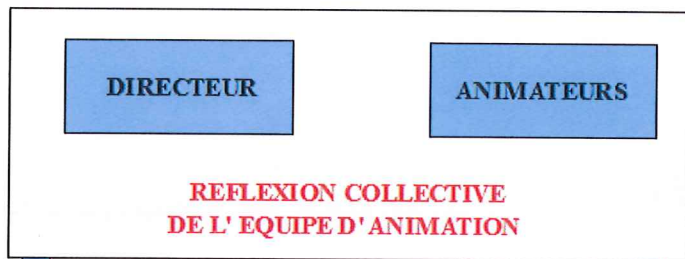 DIRECTEUR
ANIMATEURS
REFLEXION COLLECTIVE
DE L' EQUIPE D' ANIMATION